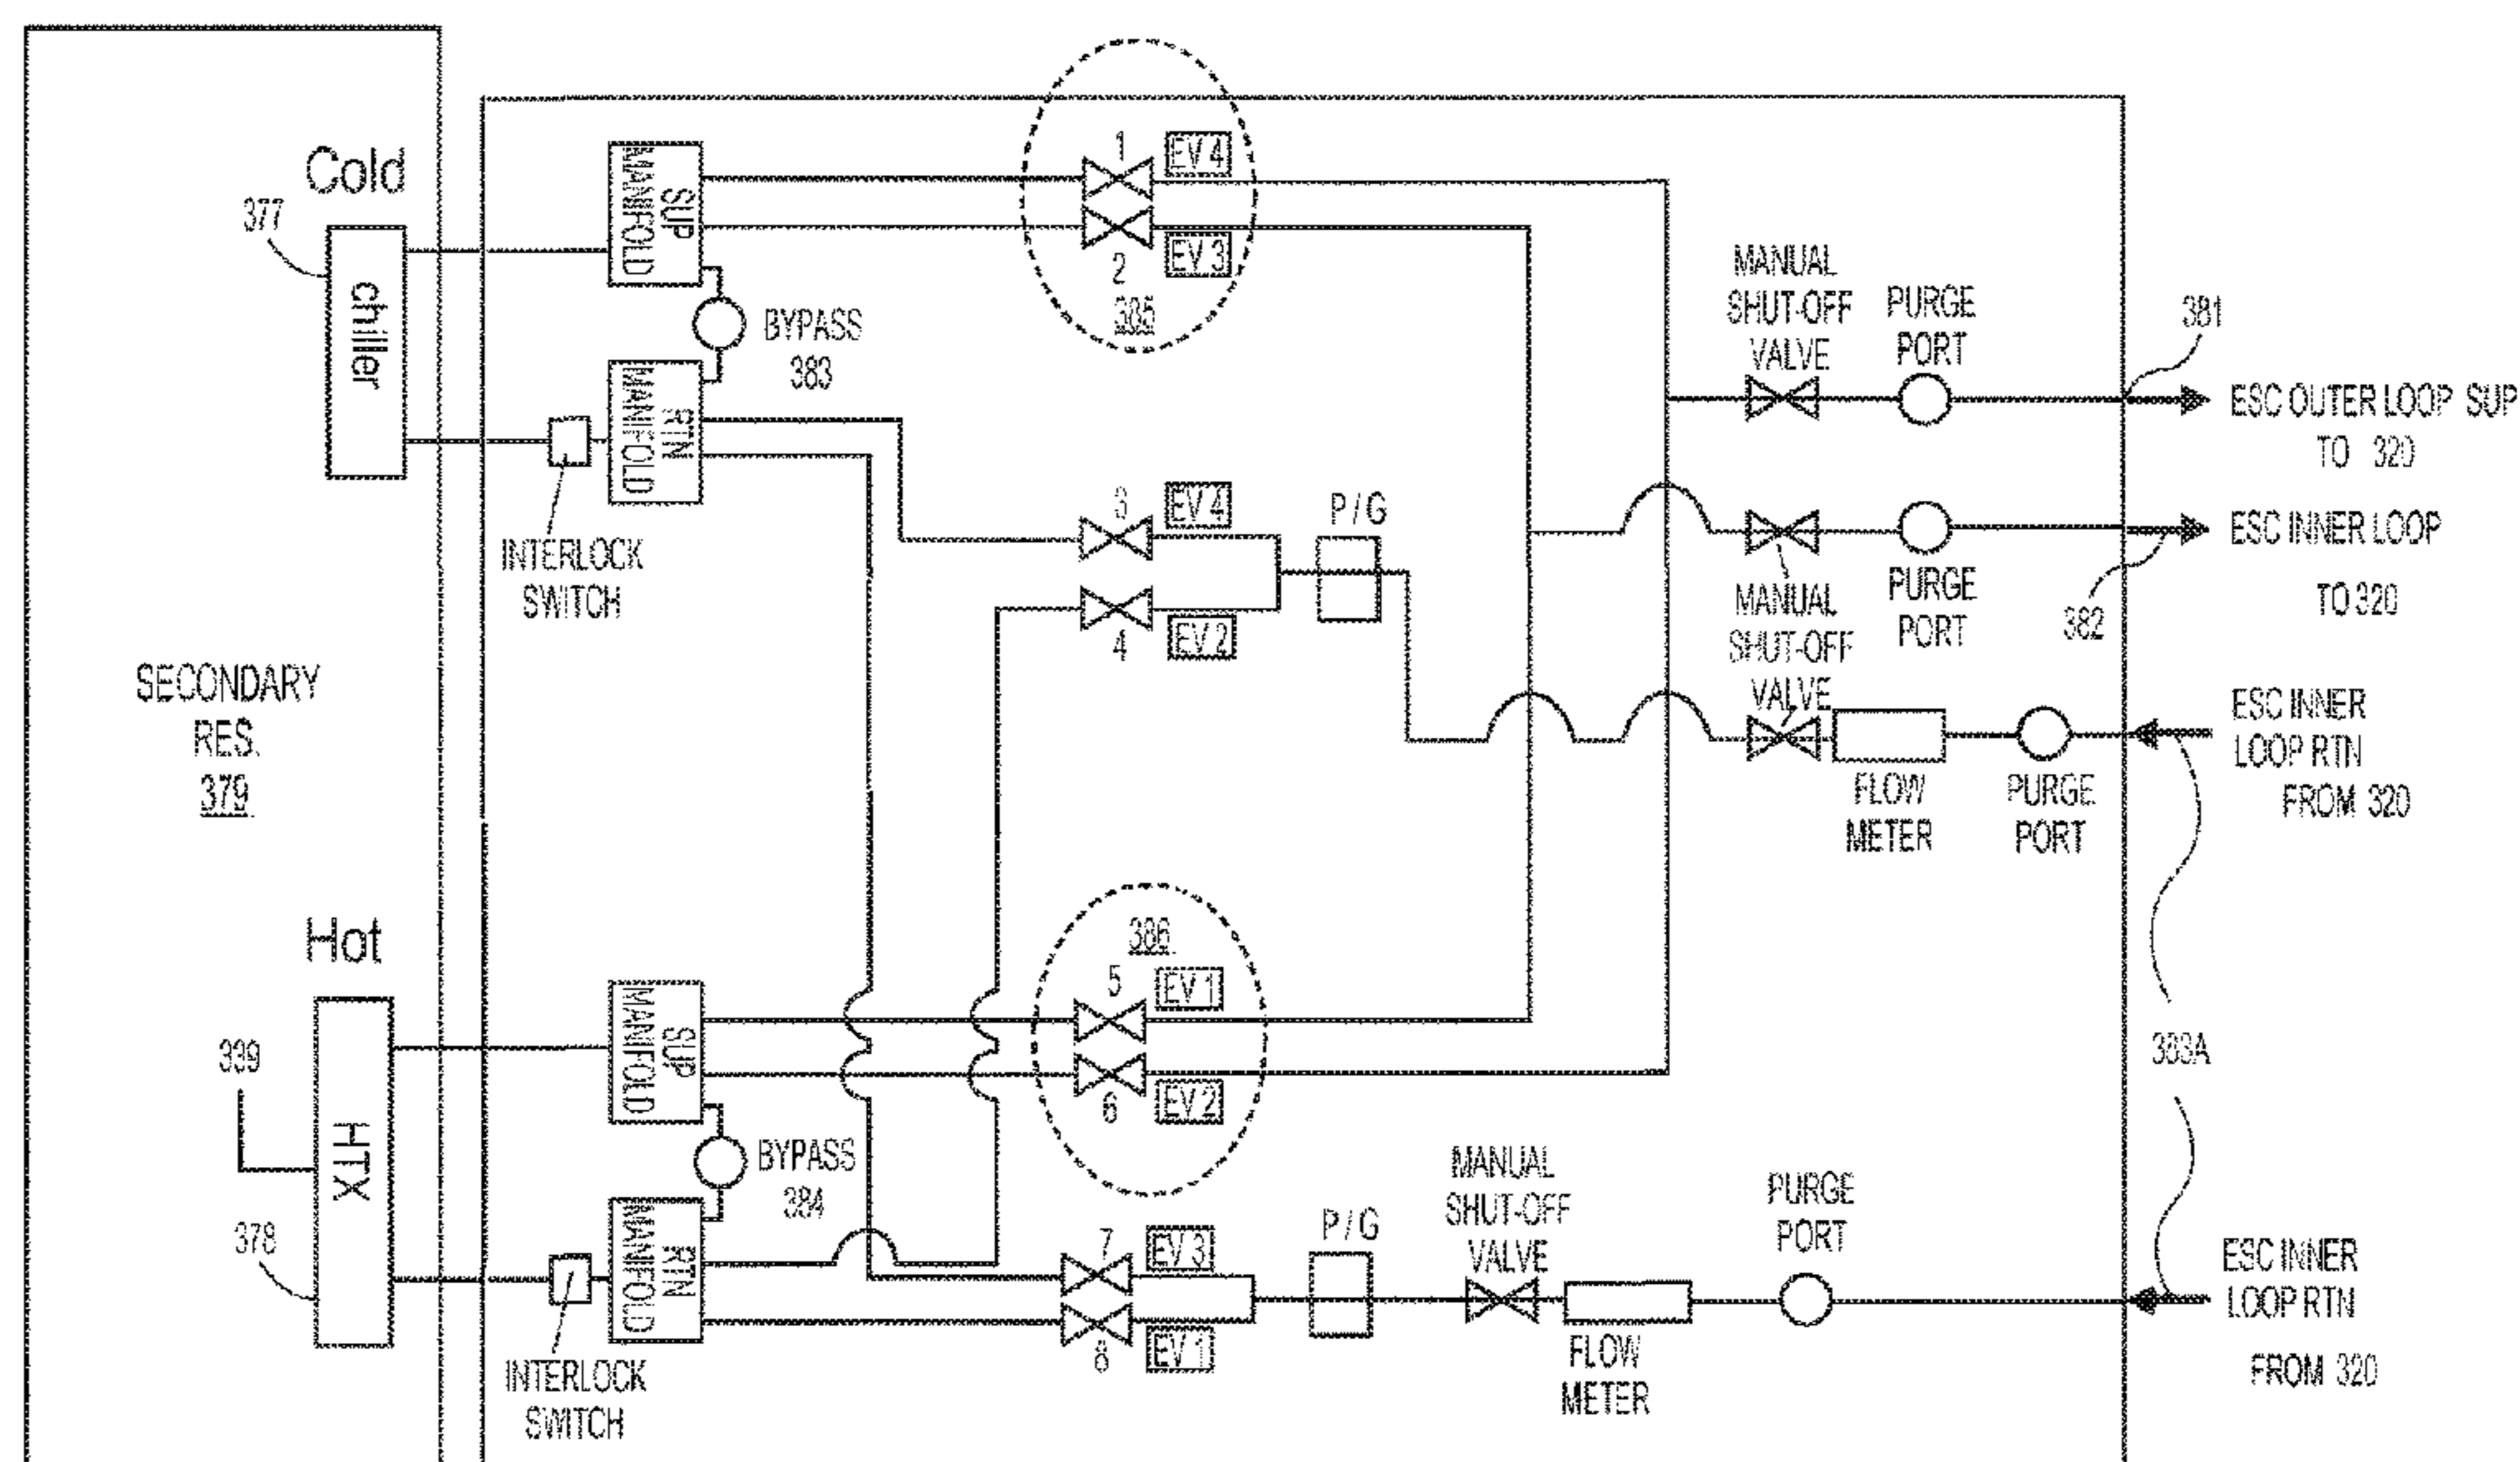 Cold
377
chiller
SUP
MANIFOLD
BYPASS
383
RTN
MANIFOLD
INTERLOCK
SWITCH
1
EV 4
2
EV 3
385
3
EV 4
4
EV 2
P / G
MANUAL
SHUT-OFF
VALVE
PURGE
PORT
381
ESC OUTER LOOP SUP
TO 320
ESC INNER LOOP
TO 320
382
MANUAL
SHUT-OFF
VALVE
PURGE
PORT
ESC INNER
LOOP RTN
FROM 320
FLOW
METER
PURGE
PORT
383A
SECONDARY
RES.
379
Hot
339
HTX
378
SUP
MANIFOLD
BYPASS
384
RTN
MANIFOLD
INTERLOCK
SWITCH
386
5
EV 1
6
EV 2
7
EV 3
8
EV 1
P / G
MANUAL
SHUT-OFF
VALVE
FLOW
METER
PURGE
PORT
ESC INNER
LOOP RTN
FROM 320